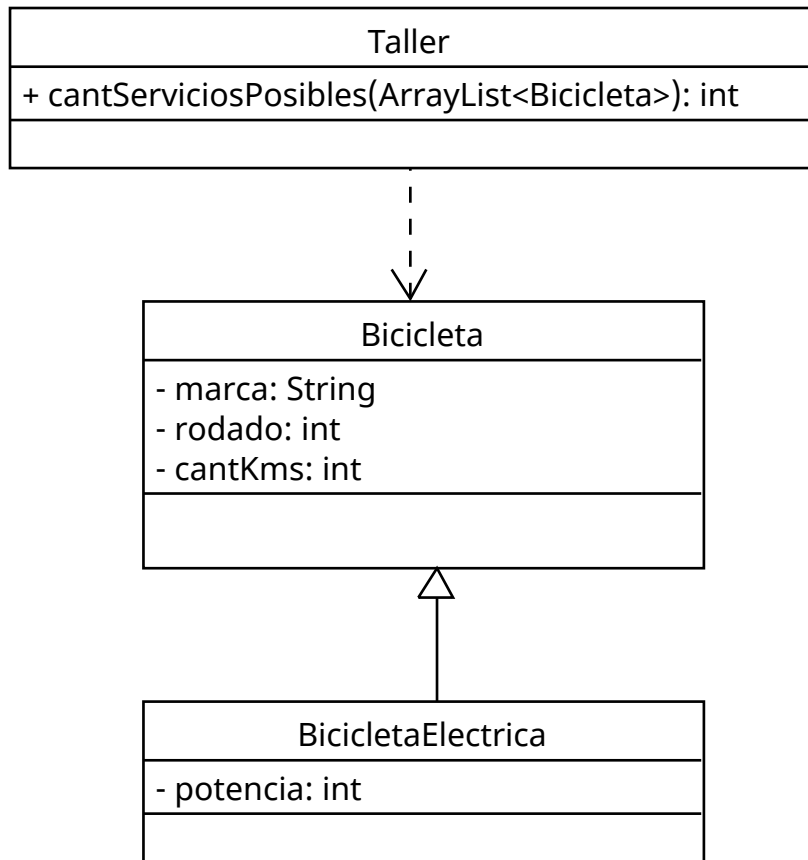 Taller
+ cantServiciosPosibles(ArrayList<Bicicleta>): int
Bicicleta
- marca: String
- rodado: int
- cantKms: int
BicicletaElectrica
- potencia: int